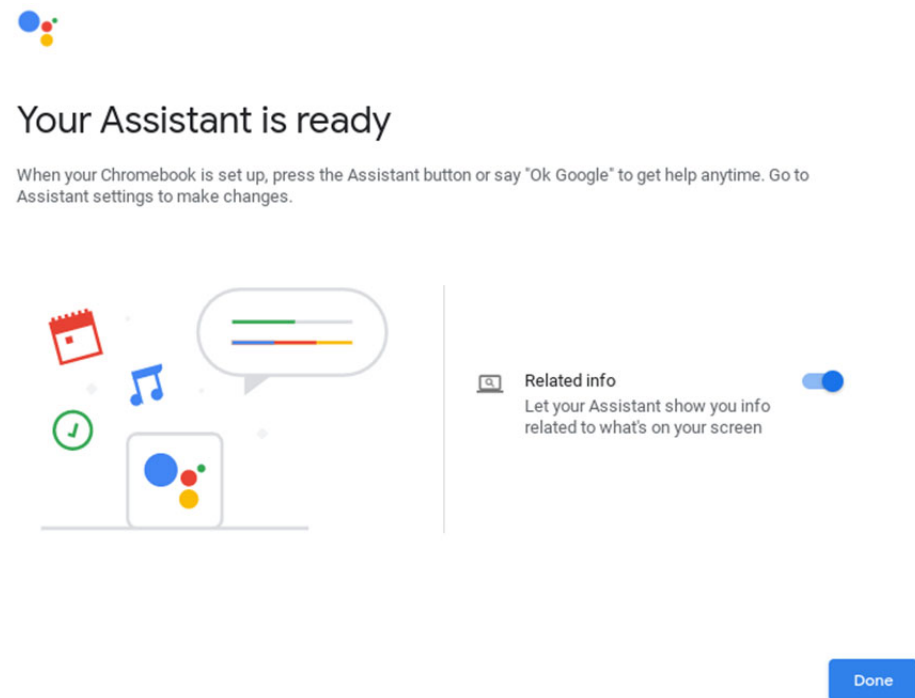 Your Assistant is ready
When your Chromebook is set up, press the Assistant button or say "Ok Google" to get help anytime. Go to
Assistant settings to make changes.
Related info
Let your Assistant show you info
related to what's on your screen
Done